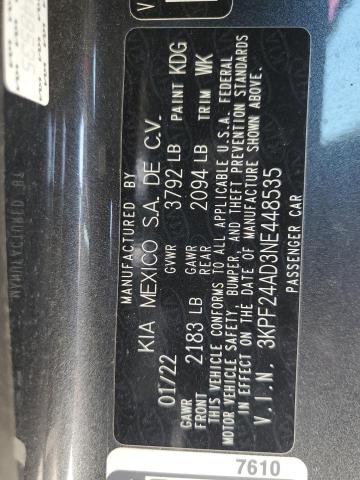 MANUFACTURED BY
KIA MEXICO S.A. DE C.V.
01/22 GVWR 3792 LB PAINT KDG
GAWR FRONT 2183 LB GAWR REAR 2094 LB TRIM WK
THIS VEHICLE CONFORMS TO ALL APPLICABLE U.S.A. FEDERAL
MOTOR VEHICLE SAFETY, BUMPER, AND THEFT PREVENTION STANDARDS
IN EFFECT ON THE DATE OF MANUFACTURE SHOWN ABOVE.
V.I.N. 3KPF24AD3NE448535
PASSENGER CAR
7610
V